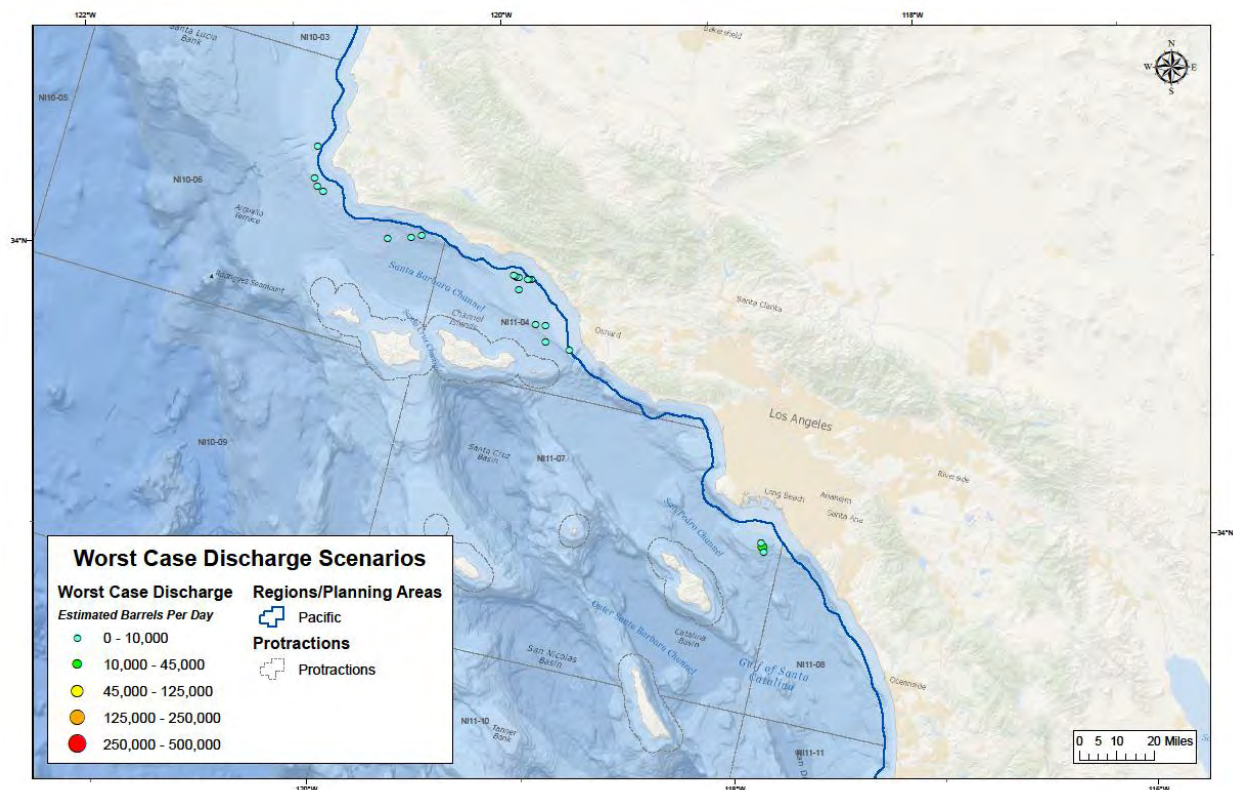 122°W
120°W
118°W
Santa Lucia
Bank
NI10-03
Bakersfield
N
W
E
S
NI10-05
NI10-06
Arguello
Terrace
34°N
Rodriguez Seamount
Santa Barbara Channel
Channel
Islands
NI11-04
Oxnard
Santa Clarita
Santa Cruz Channel
Los Angeles
NI10-09
Santa Cruz
Basin
NI11-07
Riverside
Long Beach
Anaheim
Santa Ana
San Pedro Channel
34°N
Outer Santa Barbara Channel
Catalina
Basin
San Nicolas
Basin
Gulf of Santa
Catalina
NI11-08
Oceanside
NI11-10
Tanner
Bank
NI11-11
Worst Case Discharge Scenarios
Worst Case Discharge
Estimated Barrels Per Day
0 - 10,000
10,000 - 45,000
45,000 - 125,000
125,000 - 250,000
250,000 - 500,000
Regions/Planning Areas
Pacific
Protractions
Protractions
0 5 10 20 Miles
120°W
118°W
116°W